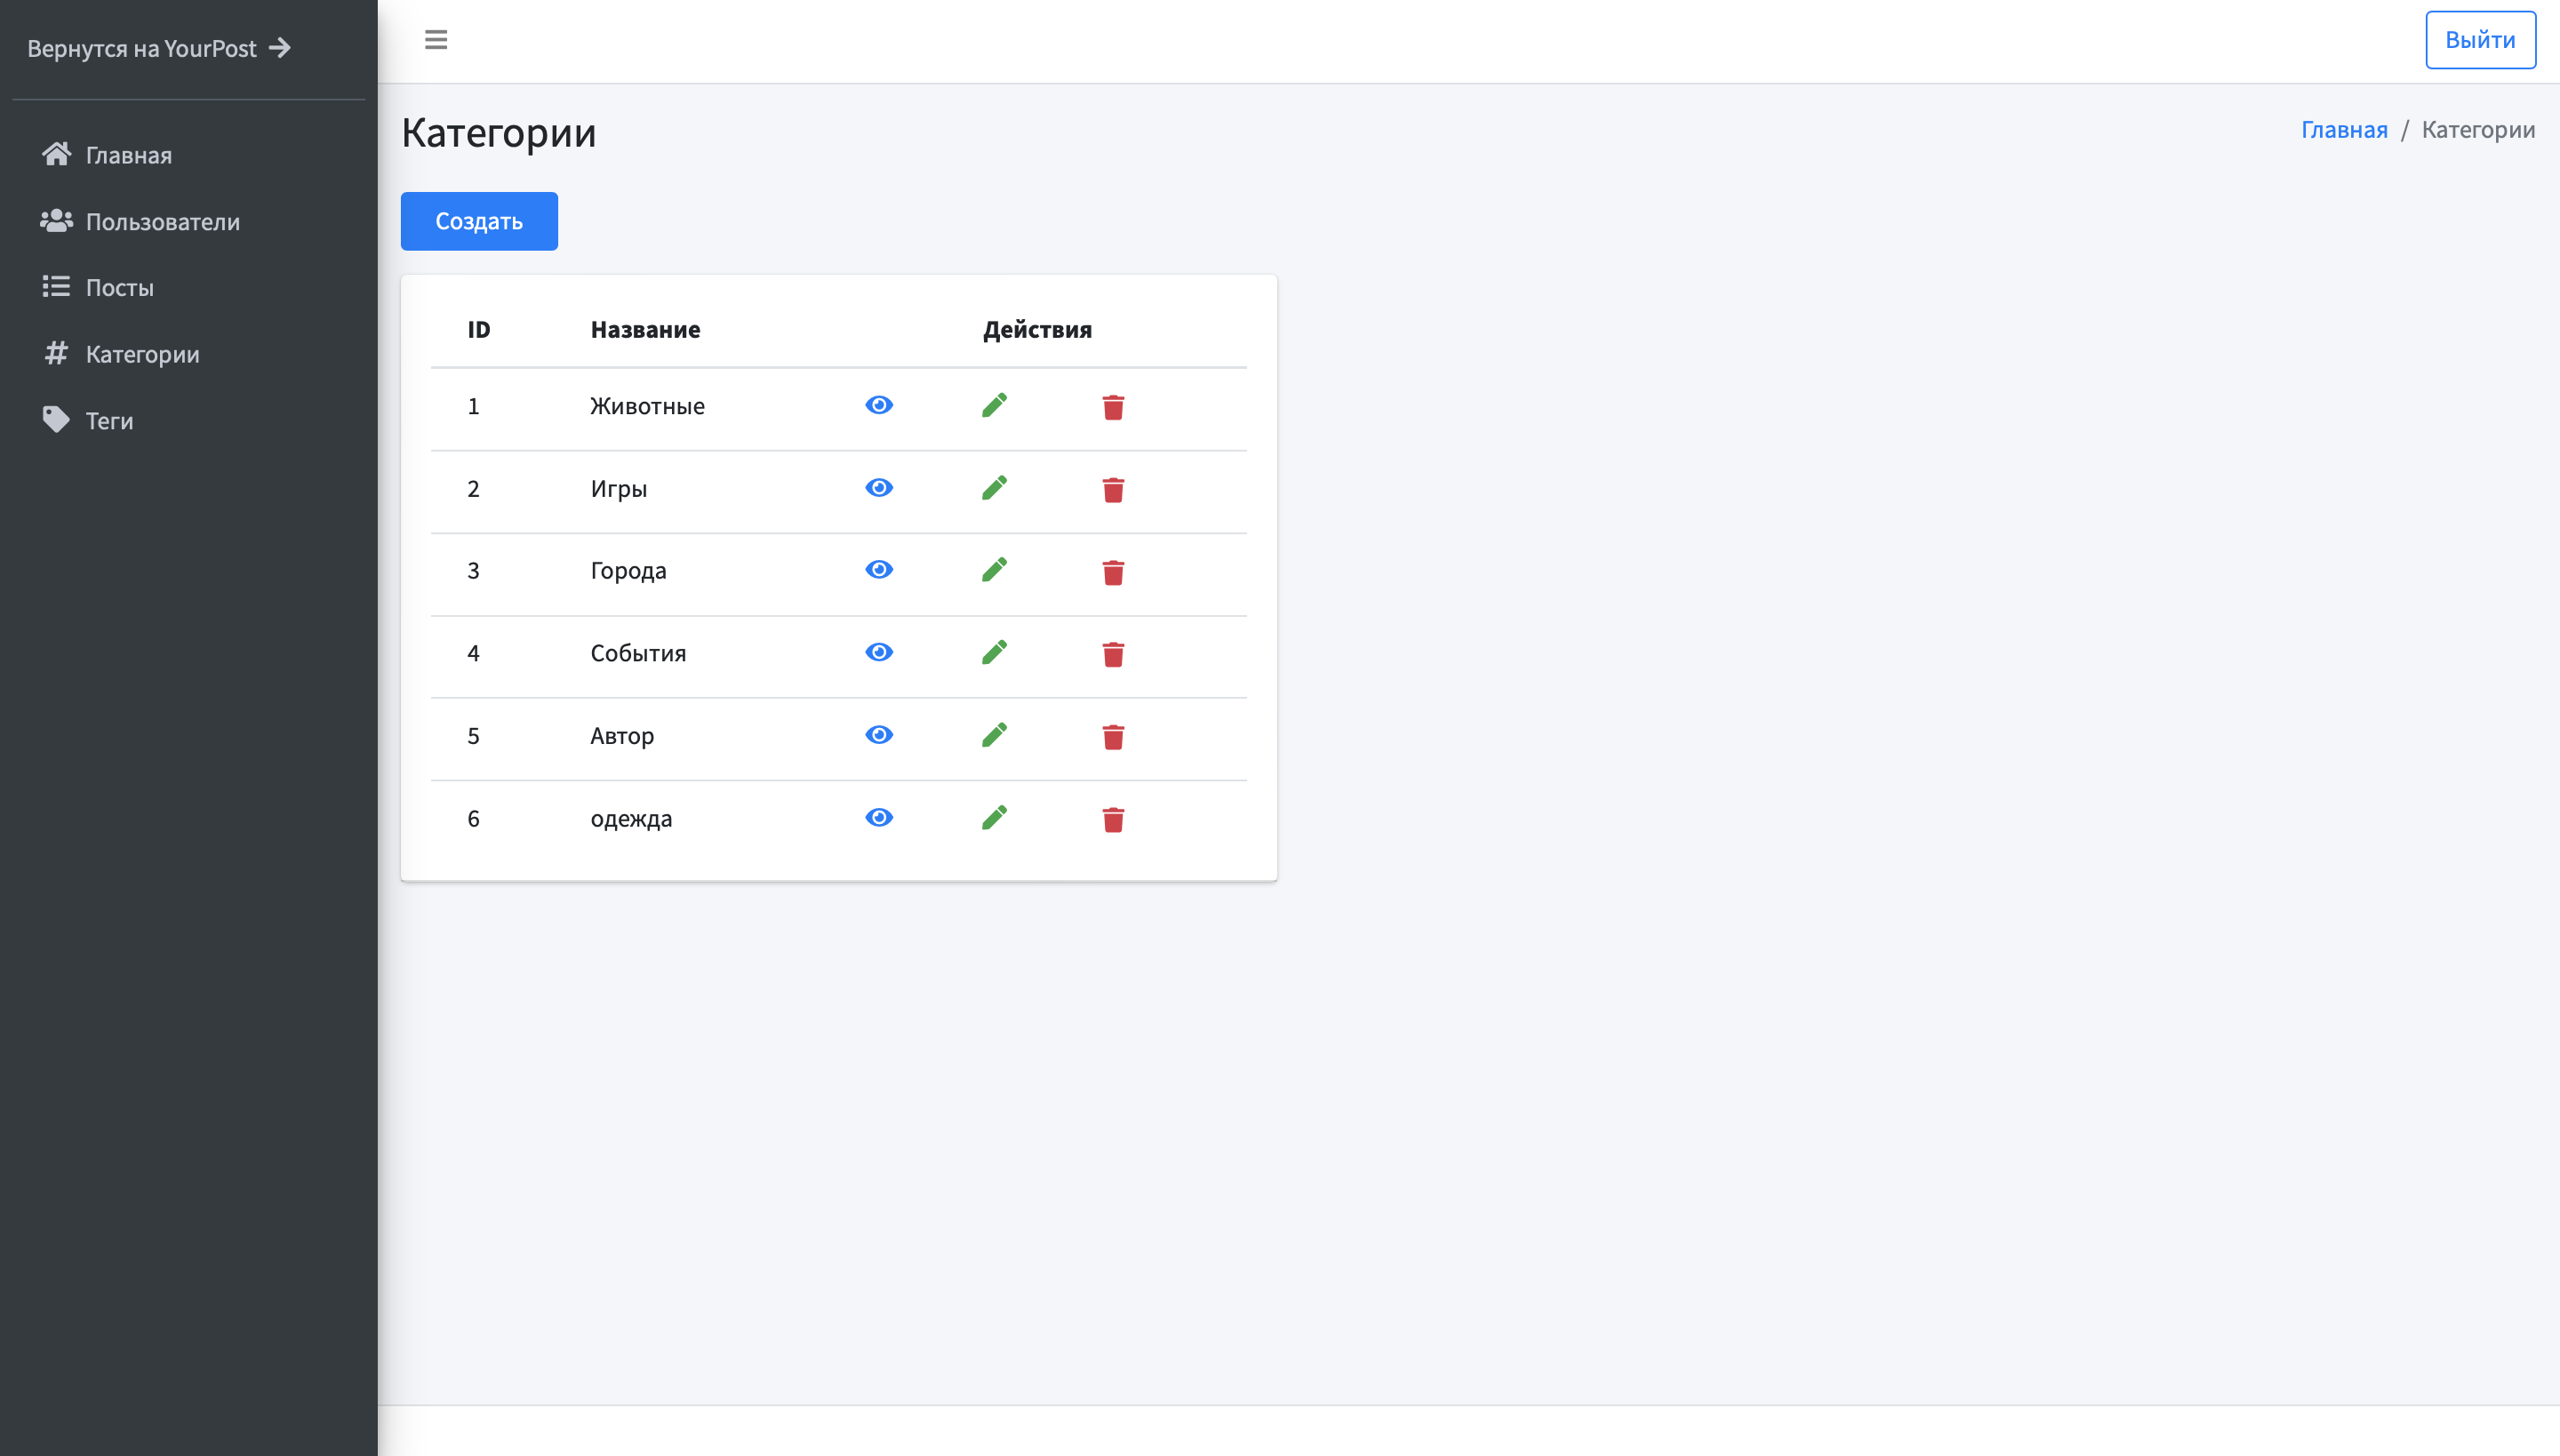 Вернутся на YourPost
Выйти
Главная
Пользователи
Посты
Категории
Теги
Категории
Главная / Категории
Создать
ID Название Действия
1 Животные
2 Игры
3 Города
4 События
5 Автор
6 одежда